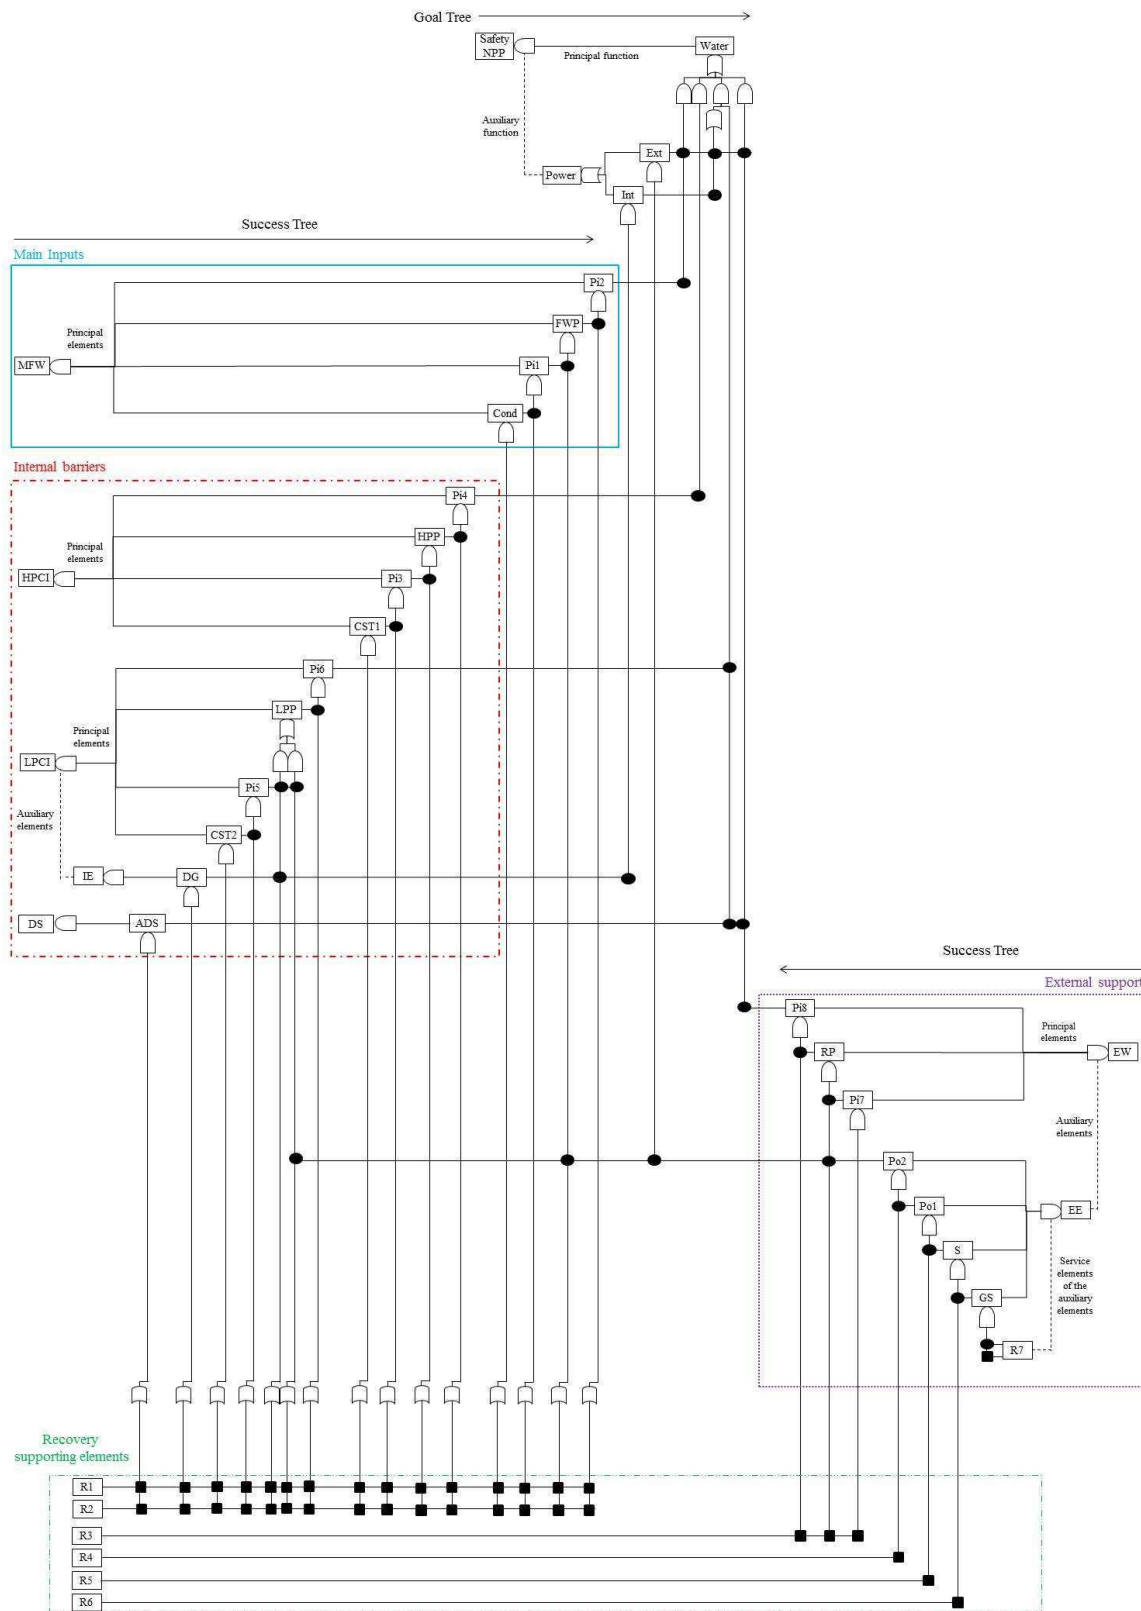 Goal Tree
Safety
NPP
Water
Principal function
Auxiliary
function
Ext
Power
Int
Success Tree
Main Inputs
Pi2
FWP
Principal
elements
MFW
Pi1
Cond
Internal barriers
Pi4
HPP
Principal
elements
HPCI
Pi3
CST1
Pi6
LPP
Principal
elements
LPCI
Pi5
Auxiliary
elements
CST2
IE
DG
DS
ADS
Success Tree
External support
Pi8
Principal
elements
RP
EW
Pi7
Auxiliary
elements
Po2
Po1
EE
S
Service
elements
of the
auxiliary
elements
GS
R7
Recovery
supporting elements
R1
R2
R3
R4
R5
R6